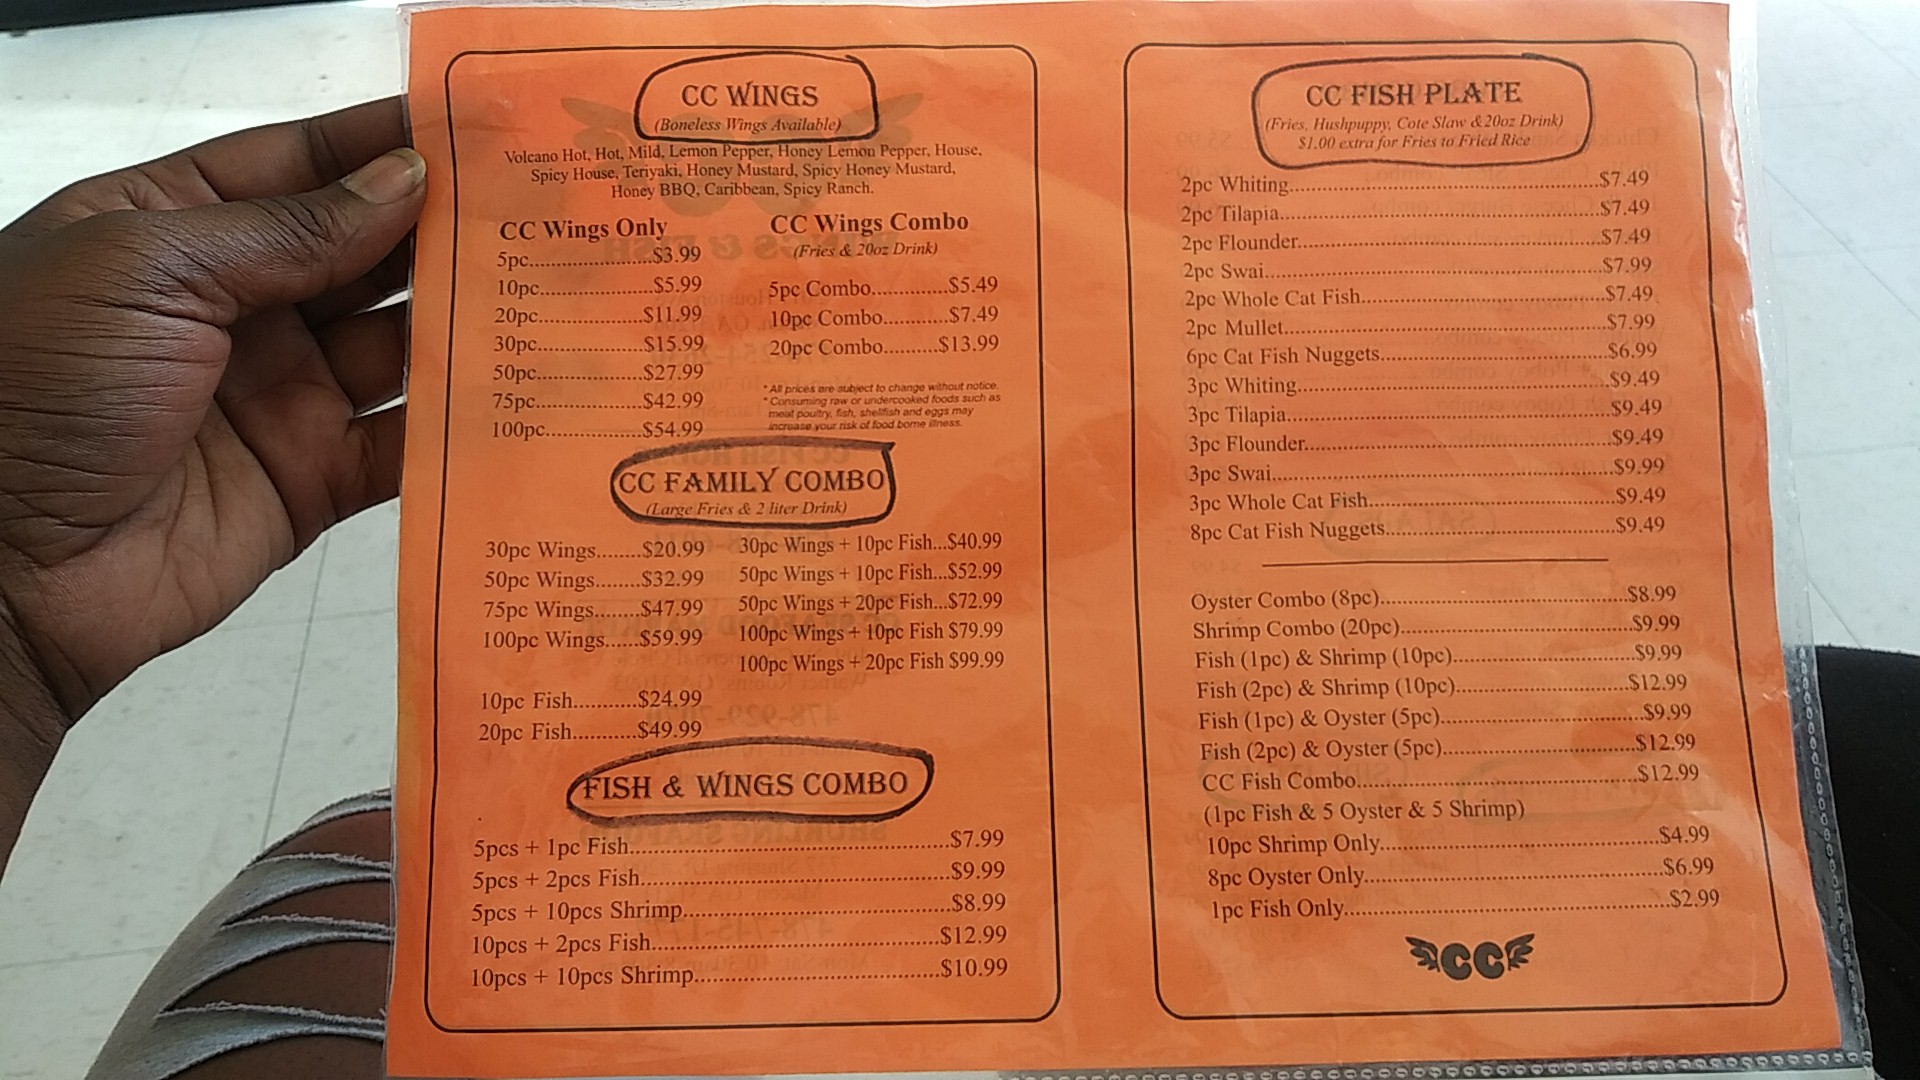 CC WINGS
(Boneless Wings Available)
Volcano Hot, Hot, Mild, Lemon Pepper, Honey Lemon Pepper, House,
Spicy House, Teriyaki, Honey Mustard, Spicy Honey Mustard,
Honey BBQ, Caribbean, Spicy Ranch.
CC Wings Only
5pc......................$3.99
10pc....................$5.99
20pc...................$11.99
30pc...................$15.99
50pc...................$27.99
75pc...................$42.99
100pc.................$54.99
CC Wings Combo
(Fries & 20oz Drink)
5pc Combo.............$5.49
10pc Combo...........$7.49
20pc Combo.........$13.99
* All prices are subject to change without notice.
* Consuming raw or undercooked foods such as
meat poultry, fish, shellfish and eggs may
increase your risk of food borne illness.
CC FAMILY COMBO
(Large Fries & 2 liter Drink)
30pc Wings........$20.99
50pc Wings........$32.99
75pc Wings........$47.99
100pc Wings......$59.99
10pc Fish...........$24.99
20pc Fish...........$49.99
30pc Wings + 10pc Fish...$40.99
50pc Wings + 10pc Fish...$52.99
50pc Wings + 20pc Fish...$72.99
100pc Wings + 10pc Fish $79.99
100pc Wings + 20pc Fish $99.99
FISH & WINGS COMBO
5pcs + 1pc Fish....................................................$7.99
5pcs + 2pcs Fish..................................................$9.99
5pcs + 10pcs Shrimp...........................................$8.99
10pcs + 2pcs Fish..............................................$12.99
10pcs + 10pcs Shrimp.......................................$10.99
CC FISH PLATE
(Fries, Hushpuppy, Cote Slaw & 20oz Drink)
$1.00 extra for Fries to Fried Rice
2pc Whiting....................................................$7.49
2pc Tilapia......................................................$7.49
2pc Flounder...................................................$7.49
2pc Swai.........................................................$7.99
2pc Whole Cat Fish.........................................$7.49
2pc Mullet......................................................$7.99
6pc Cat Fish Nuggets......................................$6.99
3pc Whiting....................................................$9.49
3pc Tilapia......................................................$9.49
3pc Flounder...................................................$9.49
3pc Swai.........................................................$9.99
3pc Whole Cat Fish.........................................$9.49
8pc Cat Fish Nuggets......................................$9.49
Oyster Combo (8pc)..........................................$8.99
Shrimp Combo (20pc).......................................$9.99
Fish (1pc) & Shrimp (10pc)...............................$9.99
Fish (2pc) & Shrimp (10pc).............................$12.99
Fish (1pc) & Oyster (5pc)..................................$9.99
Fish (2pc) & Oyster (5pc)................................$12.99
CC Fish Combo...............................................$12.99
(1pc Fish & 5 Oyster & 5 Shrimp)
10pc Shrimp Only..............................................$4.99
8pc Oyster Only.................................................$6.99
1pc Fish Only.....................................................$2.99
CC